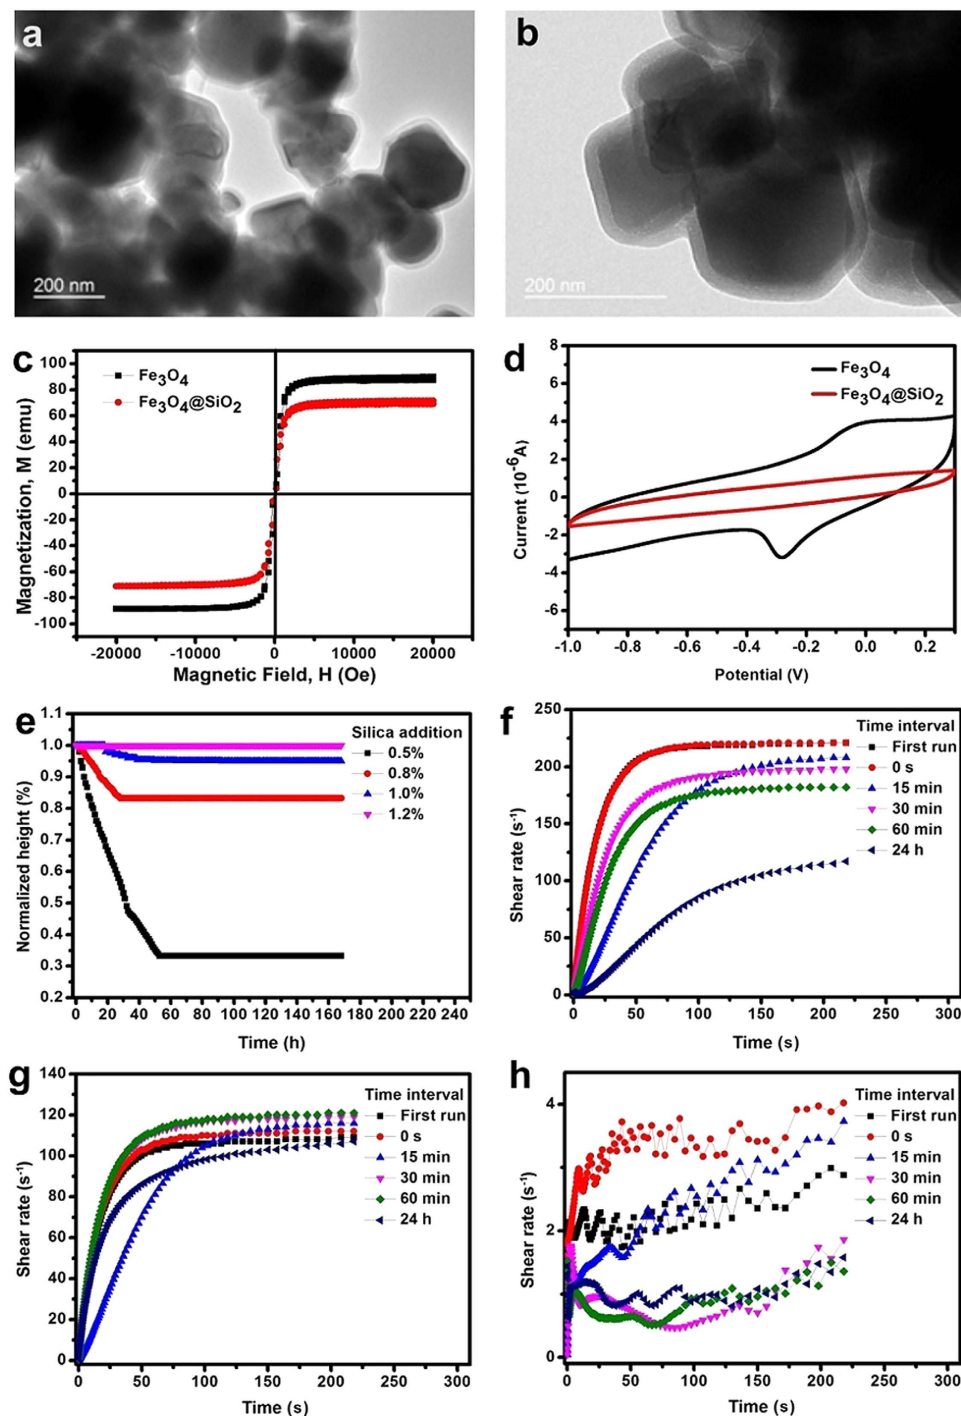 a
200 nm
b
200 nm
c
Fe3O4
Fe3O4@SiO2
Magnetization, M (emu)
100
80
60
40
20
0
-20
-40
-60
-80
-100
-20000 -10000 0 10000 20000
Magnetic Field, H (Oe)
d
Fe3O4
Fe3O4@SiO2
Current (10-6A)
8
6
4
2
0
-2
-4
-6
-1.0 -0.8 -0.6 -0.4 -0.2 0.0 0.2
Potential (V)
e
Silica addition
0.5%
0.8%
1.0%
1.2%
Normalized height (%)
1.1
1.0
0.9
0.8
0.7
0.6
0.5
0.4
0.3
0.2
0 20 40 60 80 100 120 140 160 180 200 220 240
Time (h)
f
Time interval
First run
0 s
15 min
30 min
60 min
24 h
Shear rate (s-1)
250
200
150
100
50
0
0 50 100 150 200 250 300
Time (s)
g
Time interval
First run
0 s
15 min
30 min
60 min
24 h
Shear rate (s-1)
140
120
100
80
60
40
20
0
0 50 100 150 200 250 300
Time (s)
h
Time interval
First run
0 s
15 min
30 min
60 min
24 h
Shear rate (s-1)
4
2
0
0 50 100 150 200 250 300
Time (s)